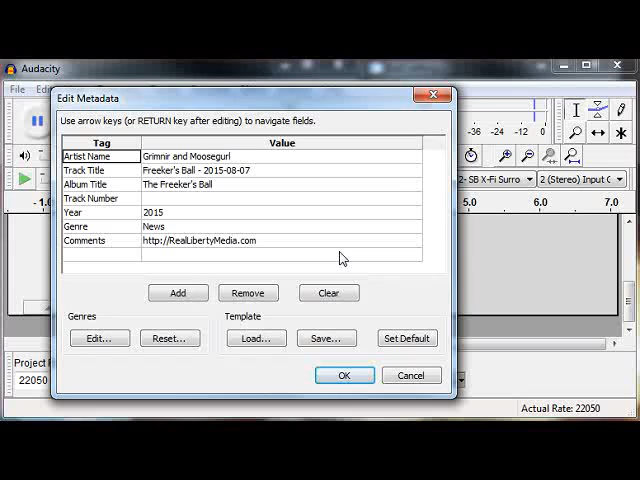 Audacity
File
Edit Metadata
Use arrow keys (or RETURN key after editing) to navigate fields.
Tag Value
Artist Name Grimnir and Moosegurl
Track Title Freeker's Ball - 2015-08-07
Album Title The Freeker's Ball
Track Number
Year 2015
Genre News
Comments http://RealLibertyMedia.com
Add Remove Clear
Genres Template
Edit... Reset... Load... Save... Set Default
OK Cancel
-36 -24 -12 0
2- SB X-Fi Surro 2 (Stereo) Input C
-1.0 5.0 6.0 7.0
Project
22050
Actual Rate: 22050